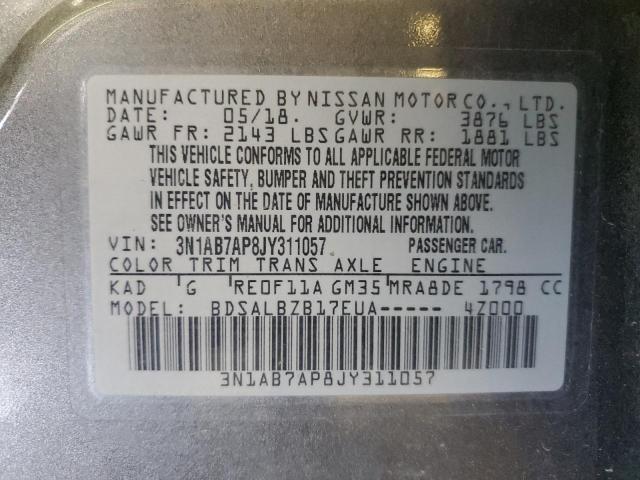 MANUFACTURED BY NISSAN MOTOR CO., LTD.
DATE: 05/18. GVWR: 3876 LBS
GAWR FR: 2143 LBS GAWR RR: 1881 LBS
THIS VEHICLE CONFORMS TO ALL APPLICABLE FEDERAL MOTOR
VEHICLE SAFETY, BUMPER AND THEFT PREVENTION STANDARDS
IN EFFECT ON THE DATE OF MANUFACTURE SHOWN ABOVE.
SEE OWNER'S MANUAL FOR ADDITIONAL INFORMATION.
VIN: 3N1AB7AP8JY311057 PASSENGER CAR.
COLOR TRIM TRANS AXLE ENGINE
KAD G RE0F11A GM35 MRA8DE 1798 CC
MODEL: BDSALBZB17EUA----- 4Z000
3N1AB7AP8JY311057